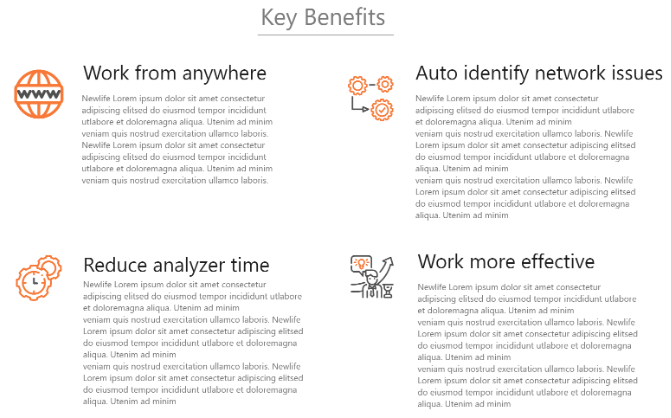 Key Benefits
Work from anywhere
www
Newlife Lorem ipsum dolor sit amet consectetur
adipiscing elitsed do eiusmod tempor incididunt
utlabore et doloremagna aliqua. Utenim ad minim
veniam quis nostrud exercitation ullamco laboris.
Newlife Lorem ipsum dolor sit amet consectetur
adipiscing elitsed do eiusmod tempor incididunt
utlabore et doloremagna aliqua. Utenim ad minim
veniam quis nostrud exercitation ullamco laboris.
Auto identify network issues
Newlife Lorem ipsum dolor sit amet consectetur
adipiscing elitsed do eiusmod tempor incididunt utlabore
et doloremagna aliqua. Utenim ad minim
veniam quis nostrud exercitation ullamco laboris. Newlife
Lorem ipsum dolor sit amet consectetur adipiscing elitsed
do eiusmod tempor incididunt utlabore et doloremagna
aliqua. Utenim ad minim
veniam quis nostrud exercitation ullamco laboris. Newlife
Lorem ipsum dolor sit amet consectetur adipiscing elitsed
do eiusmod tempor incididunt utlabore et doloremagna
aliqua. Utenim ad minim
Reduce analyzer time
Newlife Lorem ipsum dolor sit amet consectetur
adipiscing elitsed do eiusmod tempor incididunt utlabore
et doloremagna aliqua. Utenim ad minim
veniam quis nostrud exercitation ullamco laboris. Newlife
Lorem ipsum dolor sit amet consectetur adipiscing elitsed
do eiusmod tempor incididunt utlabore et doloremagna
aliqua. Utenim ad minim
veniam quis nostrud exercitation ullamco laboris. Newlife
Lorem ipsum dolor sit amet consectetur adipiscing elitsed
do eiusmod tempor incididunt utlabore et doloremagna
aliqua. Utenim ad minim
Work more effective
Newlife Lorem ipsum dolor sit amet consectetur
adipiscing elitsed do eiusmod tempor incididunt utlabore
et doloremagna aliqua. Utenim ad minim
veniam quis nostrud exercitation ullamco laboris. Newlife
Lorem ipsum dolor sit amet consectetur adipiscing elitsed
do eiusmod tempor incididunt utlabore et doloremagna
aliqua. Utenim ad minim
veniam quis nostrud exercitation ullamco laboris. Newlife
Lorem ipsum dolor sit amet consectetur adipiscing elitsed
do eiusmod tempor incididunt utlabore et doloremagna
aliqua. Utenim ad minim